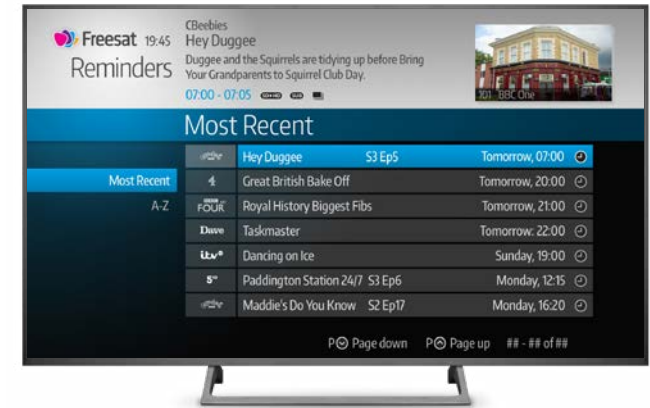 Freesat 19:45
Reminders
CBeebies
Hey Duggee
Duggee and the Squirrels are tidying up before Bring
Your Grandparents to Squirrel Club Day.
07:00 - 07:05 SD>HD SUB
101 BBC One
Most Recent
Most Recent
A-Z
Hey Duggee S3 Ep5 Tomorrow, 07:00
4 Great British Bake Off Tomorrow, 20:00
BBC FOUR Royal History Biggest Fibs Tomorrow, 21:00
Dave Taskmaster Tomorrow: 22:00
itv Dancing on Ice Sunday, 19:00
5 Paddington Station 24/7 S3 Ep6 Monday, 12:15
Maddie's Do You Know S2 Ep17 Monday, 16:20
P Page down P Page up ## - ## of ##